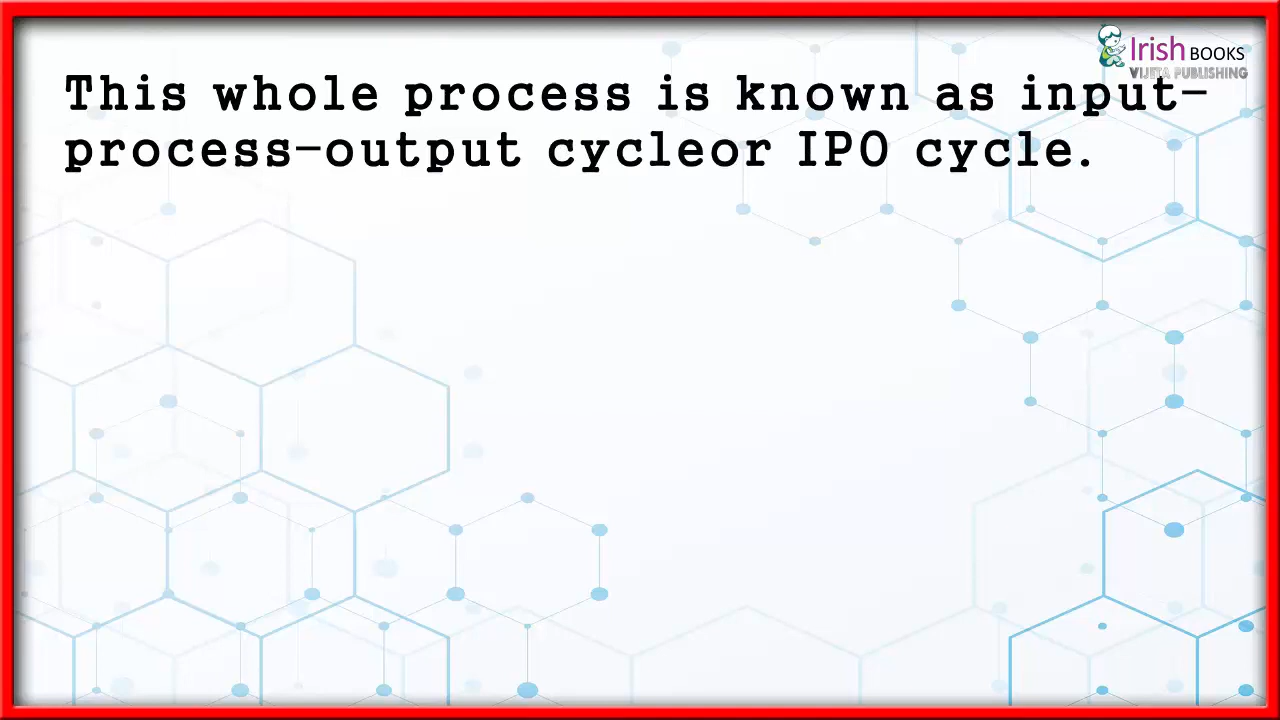 Irish BOOKS
VIJETA PUBLISHING
This whole process is known as input-
process-output cycleor IPO cycle.